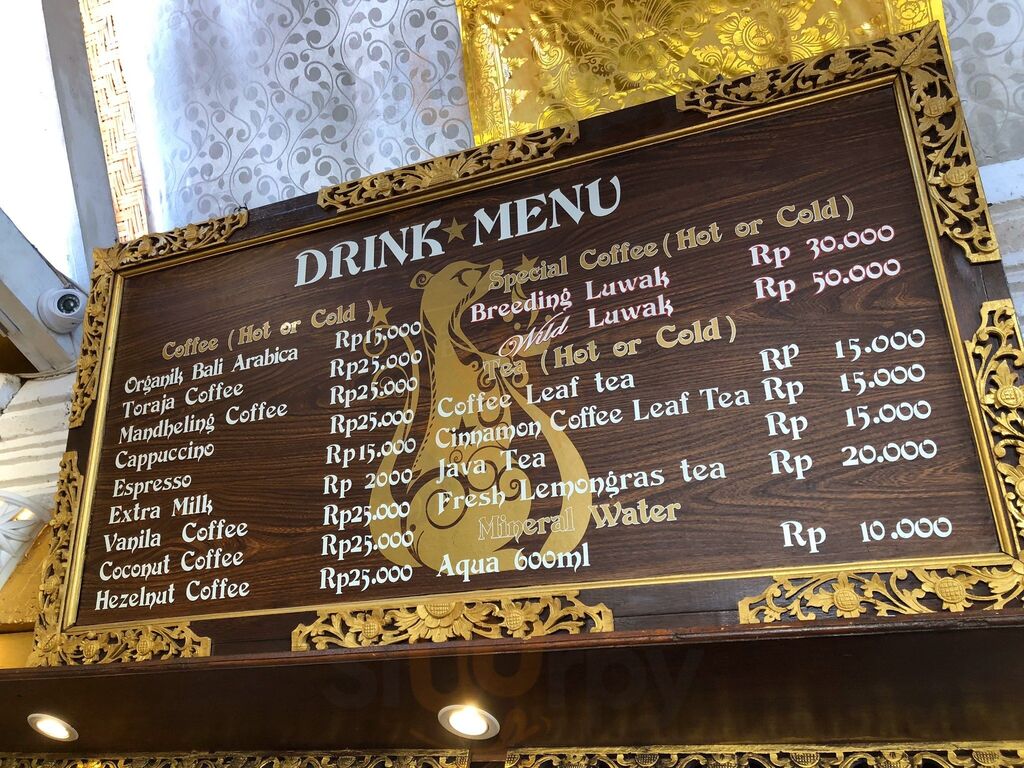 DRINK MENU
Coffee (Hot or Cold)
Organik Bali Arabica Rp15.000
Toraja Coffee Rp25.000
Mandheling Coffee Rp25.000
Cappuccino Rp25.000
Espresso Rp15.000
Extra Milk Rp 2000
Vanila Coffee Rp25.000
Coconut Coffee Rp25.000
Hezelnut Coffee Rp25.000
Special Coffee (Hot or Cold)
Breeding Luwak Rp 30.000
Wild Luwak Rp 50.000
Tea (Hot or Cold)
Coffee Leaf tea Rp 15.000
Cinnamon Coffee Leaf Tea Rp 15.000
Java Tea Rp 15.000
Fresh Lemongras tea Rp 20.000
Mineral Water
Aqua 600ml Rp 10.000